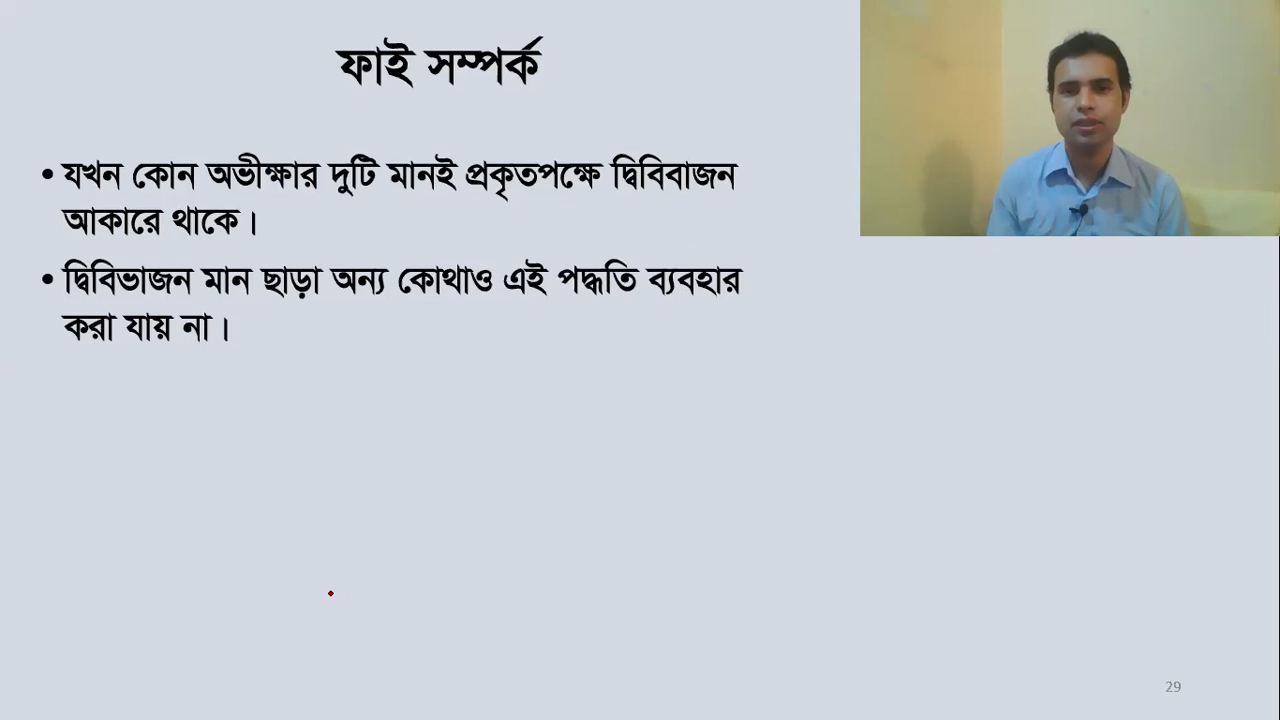 ফাই সম্পর্ক
• যখন কোন অভীক্ষার দুটি মানই প্রকৃতপক্ষে দ্বিবিবাজন
আকারে থাকে।
• দ্বিবিভাজন মান ছাড়া অন্য কোথাও এই পদ্ধতি ব্যবহার
করা যায় না।
29